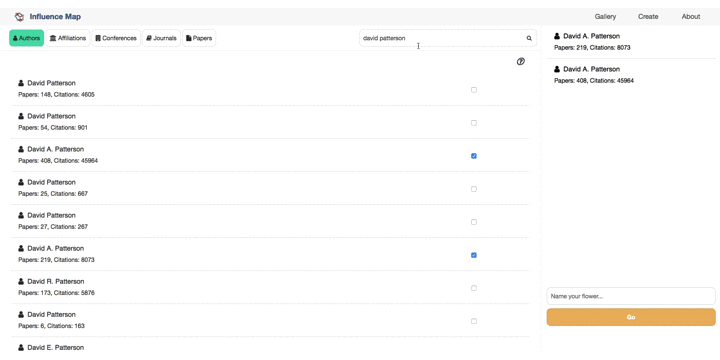 Influence Map
Gallery
Create
About
Authors
Affiliations
Conferences
Journals
Papers
david patterson
David Patterson
Papers: 148, Citations: 4605
David Patterson
Papers: 54, Citations: 901
David A. Patterson
Papers: 408, Citations: 45964
David Patterson
Papers: 25, Citations: 667
David Patterson
Papers: 27, Citations: 267
David A. Patterson
Papers: 219, Citations: 8073
David R. Patterson
Papers: 173, Citations: 5876
David Patterson
Papers: 6, Citations: 163
David E. Patterson
David A. Patterson
Papers: 219, Citations: 8073
David A. Patterson
Papers: 408, Citations: 45964
Name your flower...
Go